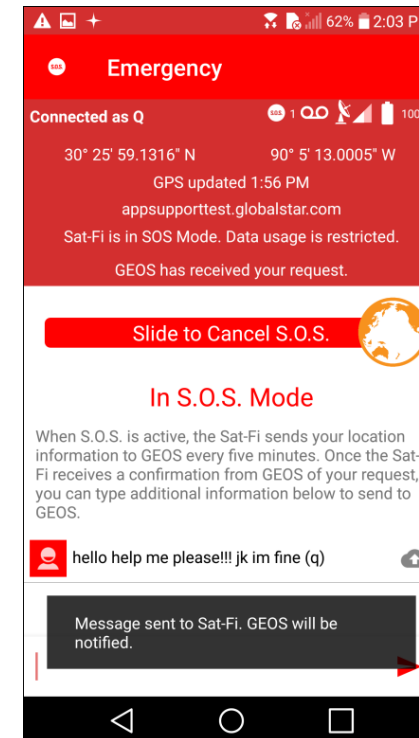 62% 2:03 P
SOS Emergency
Connected as Q SOS 1 100
30° 25' 59.1316" N 90° 5' 13.0005" W
GPS updated 1:56 PM
appsupporttest.globalstar.com
Sat-Fi is in SOS Mode. Data usage is restricted.
GEOS has received your request.
Slide to Cancel S.O.S.
In S.O.S. Mode
When S.O.S. is active, the Sat-Fi sends your location
information to GEOS every five minutes. Once the Sat-
Fi receives a confirmation from GEOS of your request,
you can type additional information below to send to
GEOS.
hello help me please!!! jk im fine (q)
Message sent to Sat-Fi. GEOS will be
notified.